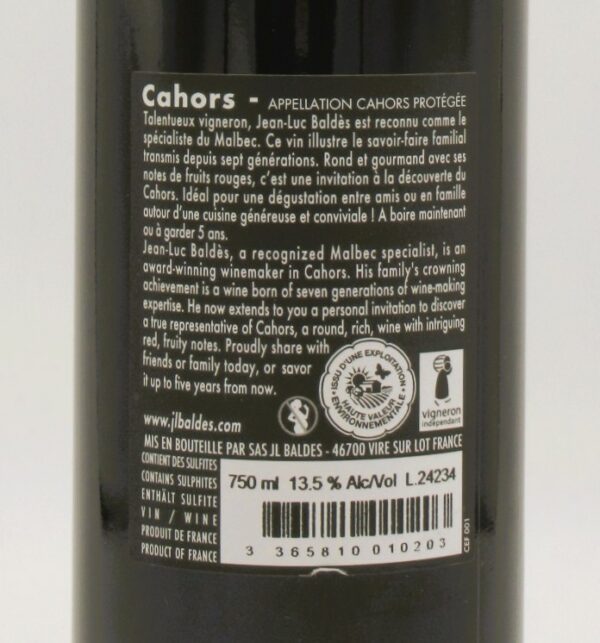 Cahors - APPELLATION CAHORS PROTÉGÉE
Talentueux vigneron, Jean-Luc Baldès est reconnu comme le
spécialiste du Malbec. Ce vin illustre le savoir-faire familial
transmis depuis sept générations. Rond et gourmand avec ses
notes de fruits rouges, c'est une invitation à la découverte du
Cahors. Idéal pour une dégustation entre amis ou en famille
autour d'une cuisine généreuse et conviviale ! A boire maintenant
ou à garder 5 ans.
Jean-Luc Baldès, a recognized Malbec specialist, is an
award-winning winemaker in Cahors. His family's crowning
achievement is a wine born of seven generations of wine-making
expertise. He now extends to you a personal invitation to discover
a true representative of Cahors, a round, rich, wine with intriguing
red, fruity notes. Proudly share with
friends or family today, or savor
it up to five years from now.
ISSU D'UNE EXPLOITATION
HAUTE VALEUR
ENVIRONNEMENTALE
vigneron
indépendant
www.jlbaldes.com
MIS EN BOUTEILLE PAR SAS JL BALDES - 46700 VIRE SUR LOT FRANCE
CONTIENT DES SULFITES
CONTAINS SULPHITES
ENTHÄLT SULFITE
VIN / WINE
PRODUIT DE FRANCE
PRODUCT OF FRANCE
750 ml 13.5 % Alc/Vol L.24234
3 365810 010203
CEF 001